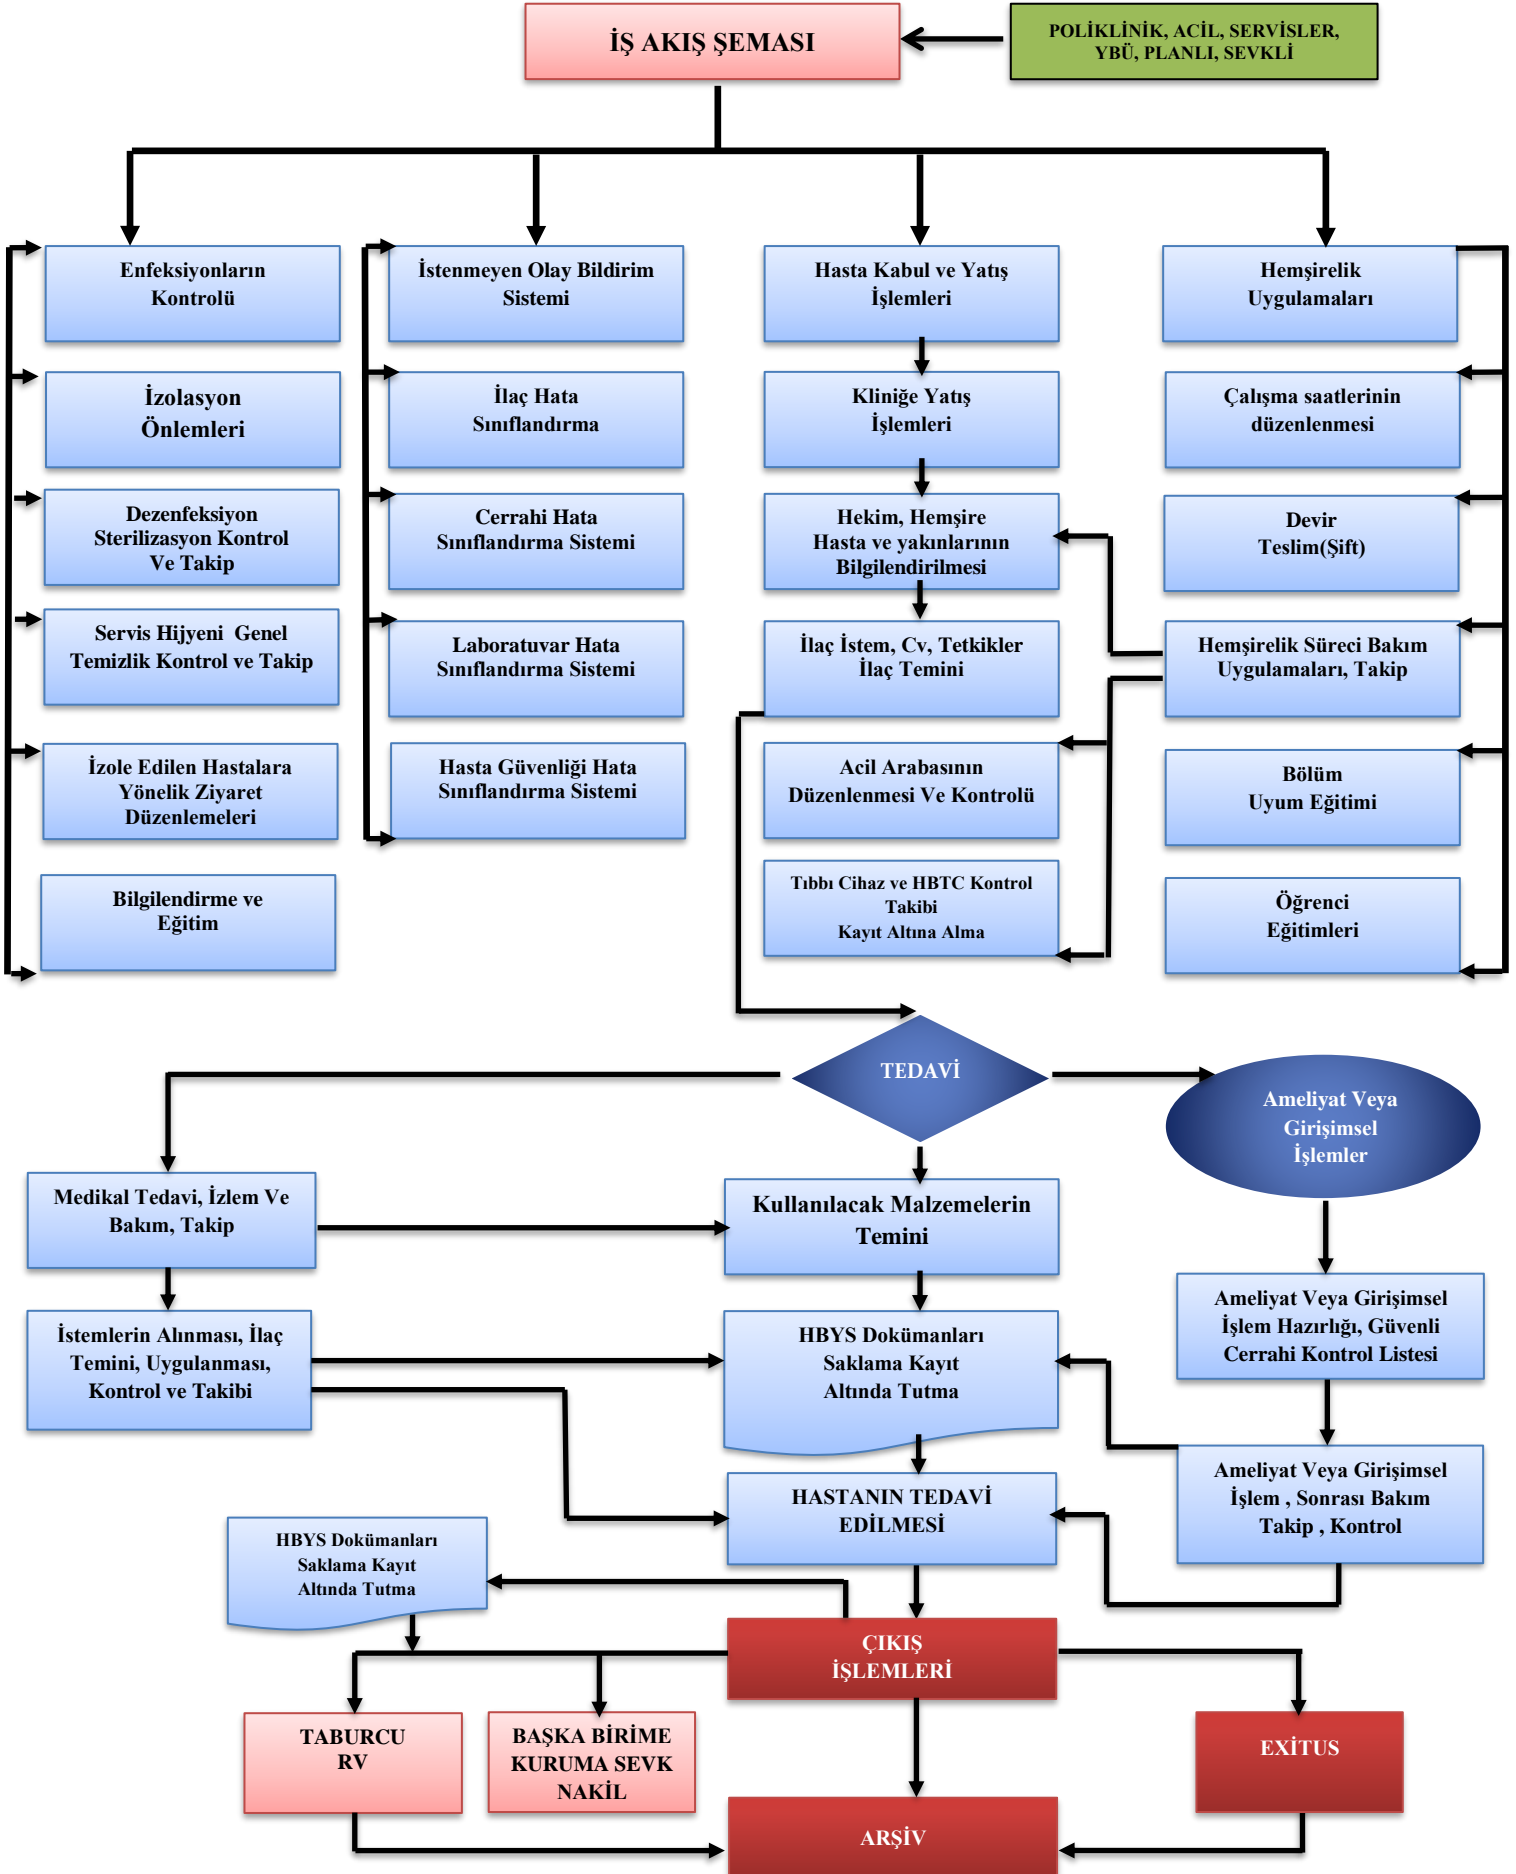 İŞ AKIŞ ŞEMASI
POLİKLİNİK, ACİL, SERVİSLER,
YBÜ, PLANLI, SEVKLİ
Enfeksiyonların
Kontrolü
İstenmeyen Olay Bildirim
Sistemi
Hasta Kabul ve Yatış
İşlemleri
Hemşirelik
Uygulamaları
İzolasyon
Önlemleri
İlaç Hata
Sınıflandırma
Kliniğe Yatış
İşlemleri
Çalışma saatlerinin
düzenlenmesi
Dezenfeksiyon
Sterilizasyon Kontrol
Ve Takip
Cerrahi Hata
Sınıflandırma Sistemi
Hekim, Hemşire
Hasta ve yakınlarının
Bilgilendirilmesi
Devir
Teslim(Şift)
Servis Hijyeni  Genel
Temizlik Kontrol ve Takip
Laboratuvar Hata
Sınıflandırma Sistemi
İlaç İstem, Cv, Tetkikler
İlaç Temini
Hemşirelik Süreci Bakım
Uygulamaları, Takip
İzole Edilen Hastalara
Yönelik Ziyaret
Düzenlemeleri
Hasta Güvenliği Hata
Sınıflandırma Sistemi
Acil Arabasının
Düzenlenmesi Ve Kontrolü
Bölüm
Uyum Eğitimi
Bilgilendirme ve
Eğitim
Tıbbı Cihaz ve HBTC Kontrol
Takibi
Kayıt Altına Alma
Öğrenci
Eğitimleri
TEDAVİ
Ameliyat Veya
Girişimsel
İşlemler
Medikal Tedavi, İzlem Ve
Bakım, Takip
Kullanılacak Malzemelerin
Temini
Ameliyat Veya Girişimsel
İşlem Hazırlığı, Güvenli
Cerrahi Kontrol Listesi
İstemlerin Alınması, İlaç
Temini, Uygulanması,
Kontrol ve Takibi
HBYS Dokümanları
Saklama Kayıt
Altında Tutma
Ameliyat Veya Girişimsel
İşlem , Sonrası Bakım
Takip , Kontrol
HASTANIN TEDAVİ
EDİLMESİ
HBYS Dokümanları
Saklama Kayıt
Altında Tutma
ÇIKIŞ
İŞLEMLERİ
TABURCU
RV
BAŞKA BİRİME
KURUMA SEVK
NAKİL
EXİTUS
ARŞİV